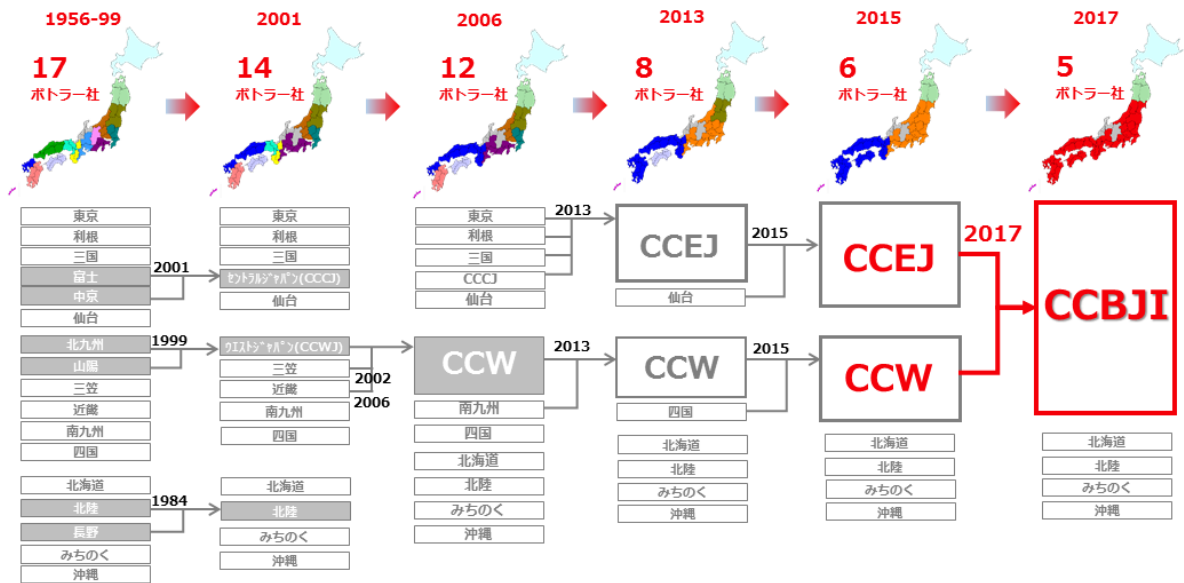 1956-99
2001
2006
2013
2015
2017
17
ボトラー社
14
ボトラー社
12
ボトラー社
8
ボトラー社
6
ボトラー社
5
ボトラー社
東京
利根
三国
富士
中京
仙台
2001
北九州
山陽
三笠
近畿
南九州
四国
1999
北海道
北陸
長野
みちのく
沖縄
1984
東京
利根
三国
セントラルジャパン(CCCJ)
仙台
ウエストジャパン(CCWJ)
三笠
近畿
南九州
四国
2002
2006
北海道
北陸
みちのく
沖縄
東京
利根
三国
CCCJ
仙台
2013
CCW
南九州
四国
北海道
北陸
みちのく
沖縄
2013
CCEJ
仙台
2015
CCW
四国
2015
北海道
北陸
みちのく
沖縄
CCEJ
CCW
2017
北海道
北陸
みちのく
沖縄
CCBJI
北海道
北陸
みちのく
沖縄